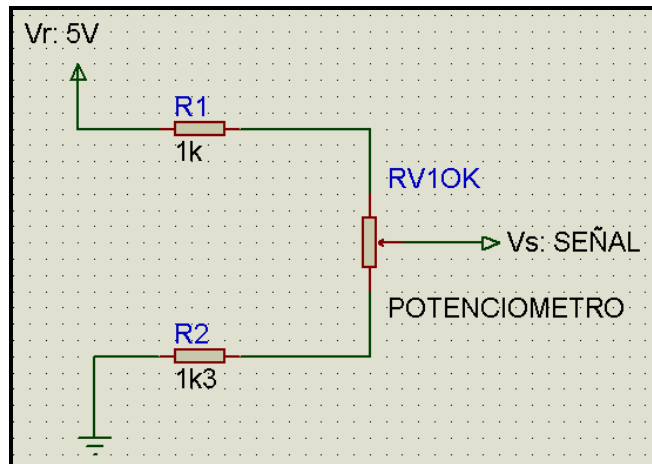 Vr: 5V
R1
1k
RV1OK
Vs: SEÑAL
POTENCIOMETRO
R2
1k3